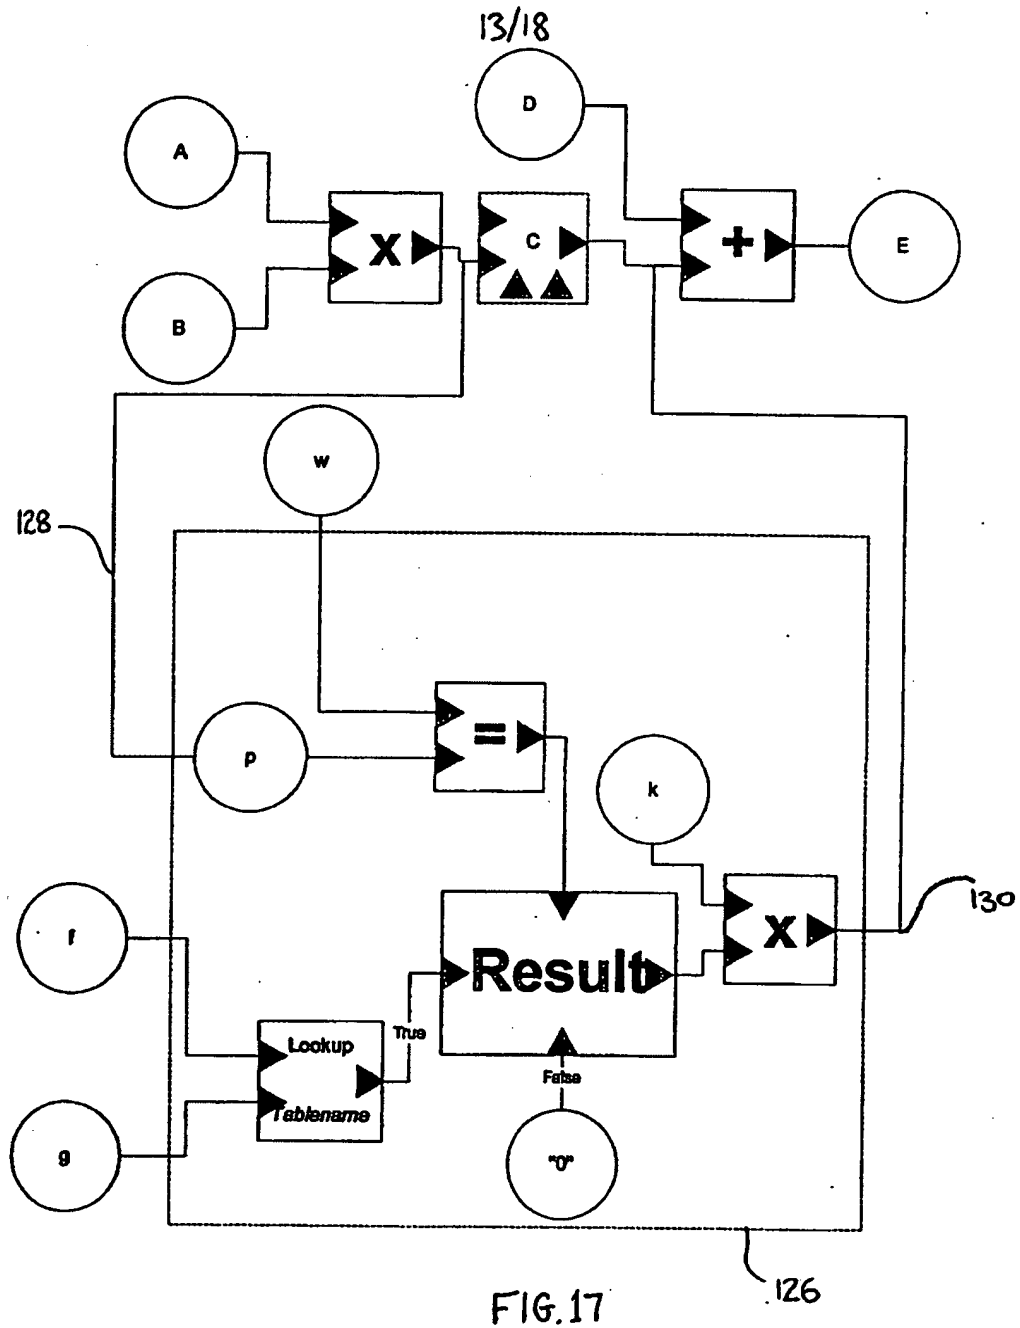 13/18
D
A
X
C
+
E
B
w
128
=
p
k
f
Result
X
130
True
Lookup
Tablename
False
g
"0"
126
FIG. 17